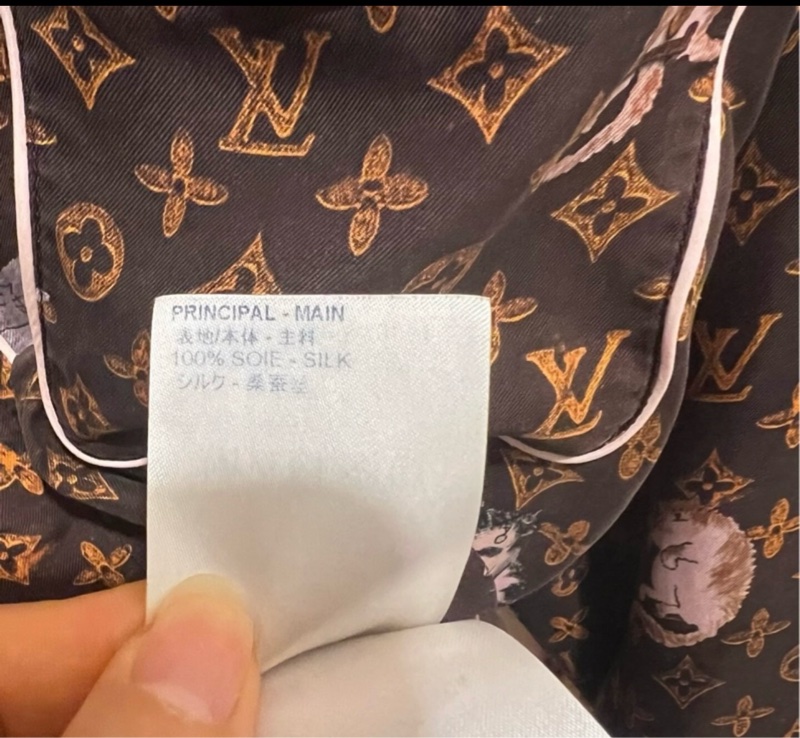 PRINCIPAL - MAIN
表地/本体 - 主料
100% SOIE - SILK
シルク - 桑蚕丝